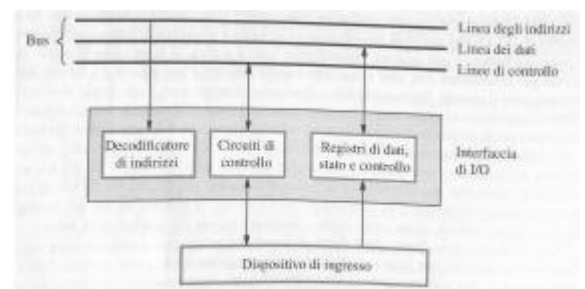 Bus
Linea degli indirizzi
Linea dei dati
Linee di controllo
Decodificatore
di indirizzi
Circuiti di
controllo
Registri di dati,
stato e controllo
Interfaccia
di I/O
Dispositivo di ingresso